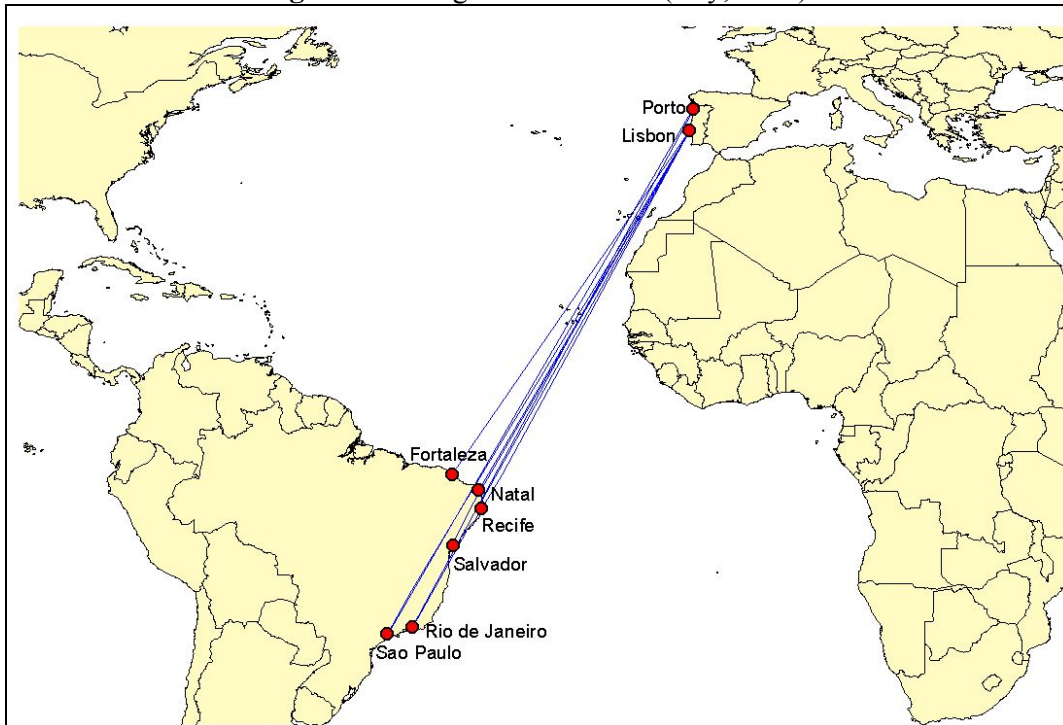 Porto
Lisbon
Fortaleza
Natal
Recife
Salvador
Rio de Janeiro
Sao Paulo